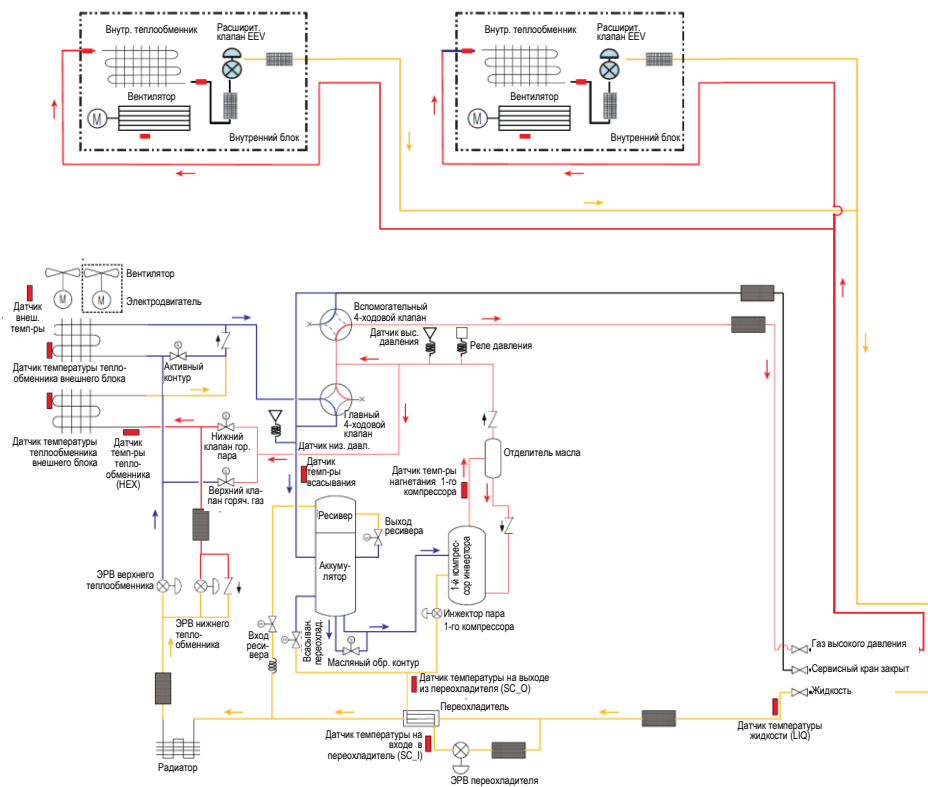 Внутр. теплообменник
Расширит.
клапан EEV
Вентилятор
M
Внутренний блок
Внутр. теплообменник
Расширит.
клапан EEV
Вентилятор
M
Внутренний блок
Вентилятор
M
M
Электродвигатель
Датчик
внеш.
темп-ры
Вспомогательный
4-ходовой клапан
Датчик выс.
давления
Реле давления
Датчик температуры тепло-
обменника внешнего блока
Активный
контур
Главный
4-ходовой
клапан
Датчик температуры
теплообменника
внешнего блока
Датчик
темп-ры
тепло-
обменника
(HEX)
Нижний
клапан гор.
пара
Датчик низ. давл.
Отделитель масла
Датчик
темп-ры
всасывания
Датчик темп-ры
нагнетания 1-го
компрессора
Верхний кла-
пан горяч. газ
Ресивер
Выход
ресивера
Аккуму-
лятор
1-й компрес-
сор инвертора
ЭРВ верхнего
теплообменника
Инжектор пара
1-го компрессора
ЭРВ нижнего
тепло-
обменника
Вход
реси-
вера
Всасыван.
переохлад.
Масляный обр. контур
Газ высокого давления
Сервисный кран закрыт
Жидкость
Датчик температуры на выходе
из переохладителя (SC_O)
Переохладитель
Датчик температуры на
входе в
переохладитель (SC_I)
Датчик температуры
жидкости (LIQ)
Радиатор
ЭРВ переохладителя